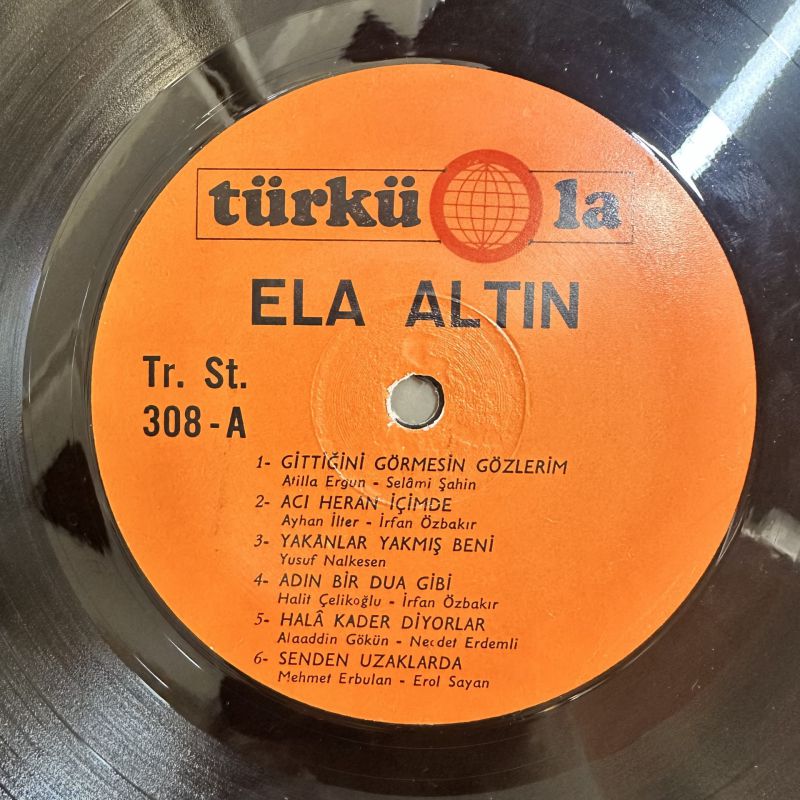 türküola
ELA ALTIN
Tr. St.
308-A
1- GİTTİĞİNİ GÖRMESİN GÖZLERİM
Atilla Ergun - Selâmi Şahin
2- ACI HERAN İÇİMDE
Ayhan İlter - İrfan Özbakır
3- YAKANLAR YAKMIŞ BENİ
Yusuf Nalkesen
4- ADIN BİR DUA GİBİ
Halit Çelikoğlu - İrfan Özbakır
5- HALÂ KADER DİYORLAR
Alaaddin Gökün - Necdet Erdemli
6- SENDEN UZAKLARDA
Mehmet Erbulan - Erol Sayan